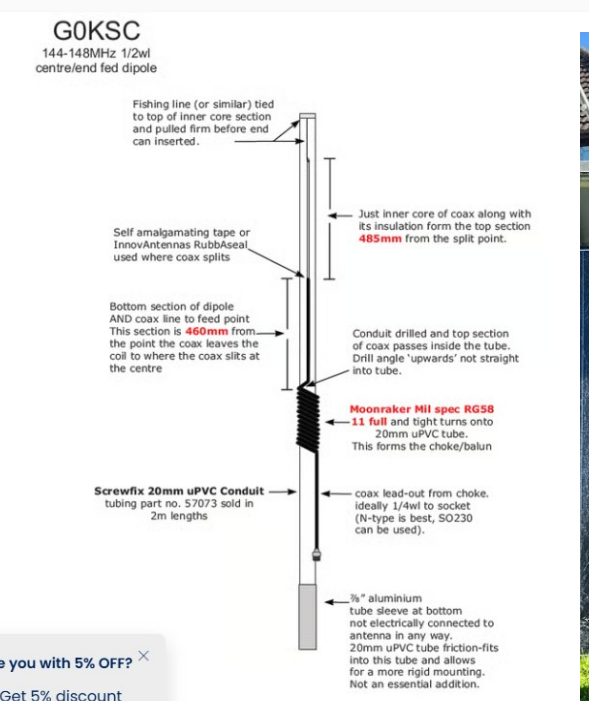 G0KSC
144-148MHz 1/2wl
centre/end fed dipole
Fishing line (or similar) tied
to top of inner core section
and pulled firm before end
can inserted.
Just inner core of coax along with
its insulation form the top section
485mm from the split point.
Self amalgamating tape or
InnovAntennas RubbAseal
used where coax splits
Bottom section of dipole
AND coax line to feed point
This section is 460mm from
the point the coax leaves the
coil to where the coax slits at
the centre
Conduit drilled and top section
of coax passes inside the tube.
Drill angle 'upwards' not straight
into tube.
Moonraker Mil spec RG58
11 full and tight turns onto
20mm uPVC tube.
This forms the choke/balun
Screwfix 20mm uPVC Conduit
tubing part no. 57073 sold in
2m lengths
coax lead-out from choke.
ideally 1/4wl to socket
(N-type is best, SO230
can be used).
⅞" aluminium
tube sleeve at bottom
not electrically connected to
antenna in any way.
20mm uPVC tube friction-fits
into this tube and allows
for a more rigid mounting.
Not an essential addition.
e you with 5% OFF?
Get 5% discount